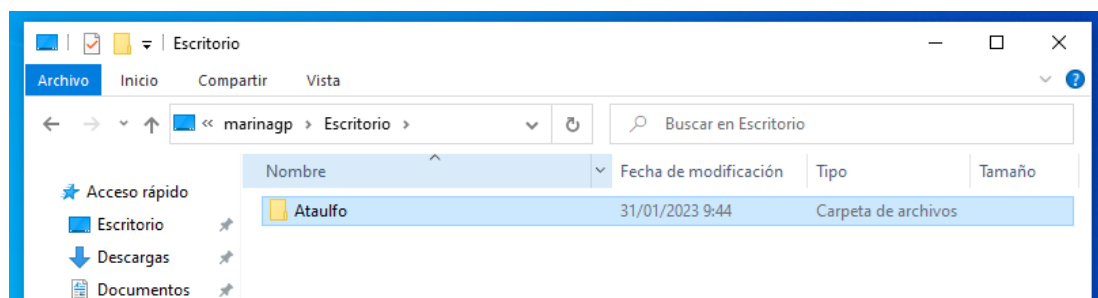 Escritorio
Archivo Inicio Compartir Vista
« marinagp > Escritorio > Buscar en Escritorio
Nombre Fecha de modificación Tipo Tamaño
Acceso rápido
Ataulfo 31/01/2023 9:44 Carpeta de archivos
Escritorio
Descargas
Documentos